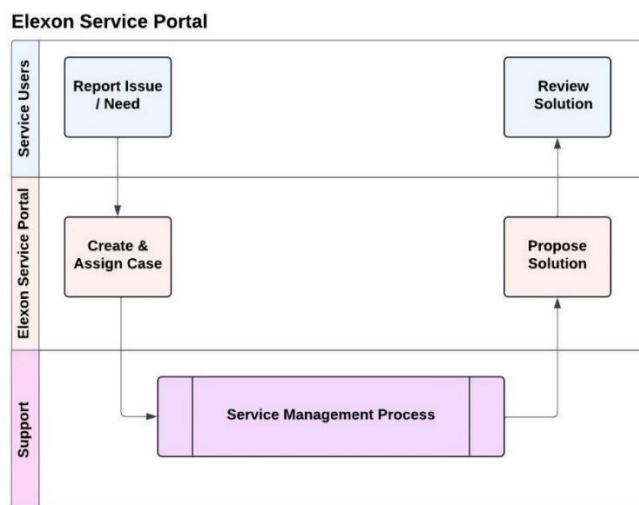 Elexon Service Portal
Service Users
Report Issue
/ Need
Review
Solution
Elexon Service Portal
Create &
Assign Case
Propose
Solution
Support
Service Management Process